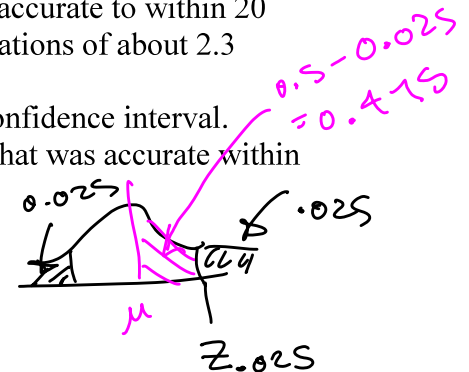 accurate to within 20
ations of about 2.3
0.5-0.025
=0.475
onfidence interval.
hat was accurate within
0.025
.025
μ
Z.025